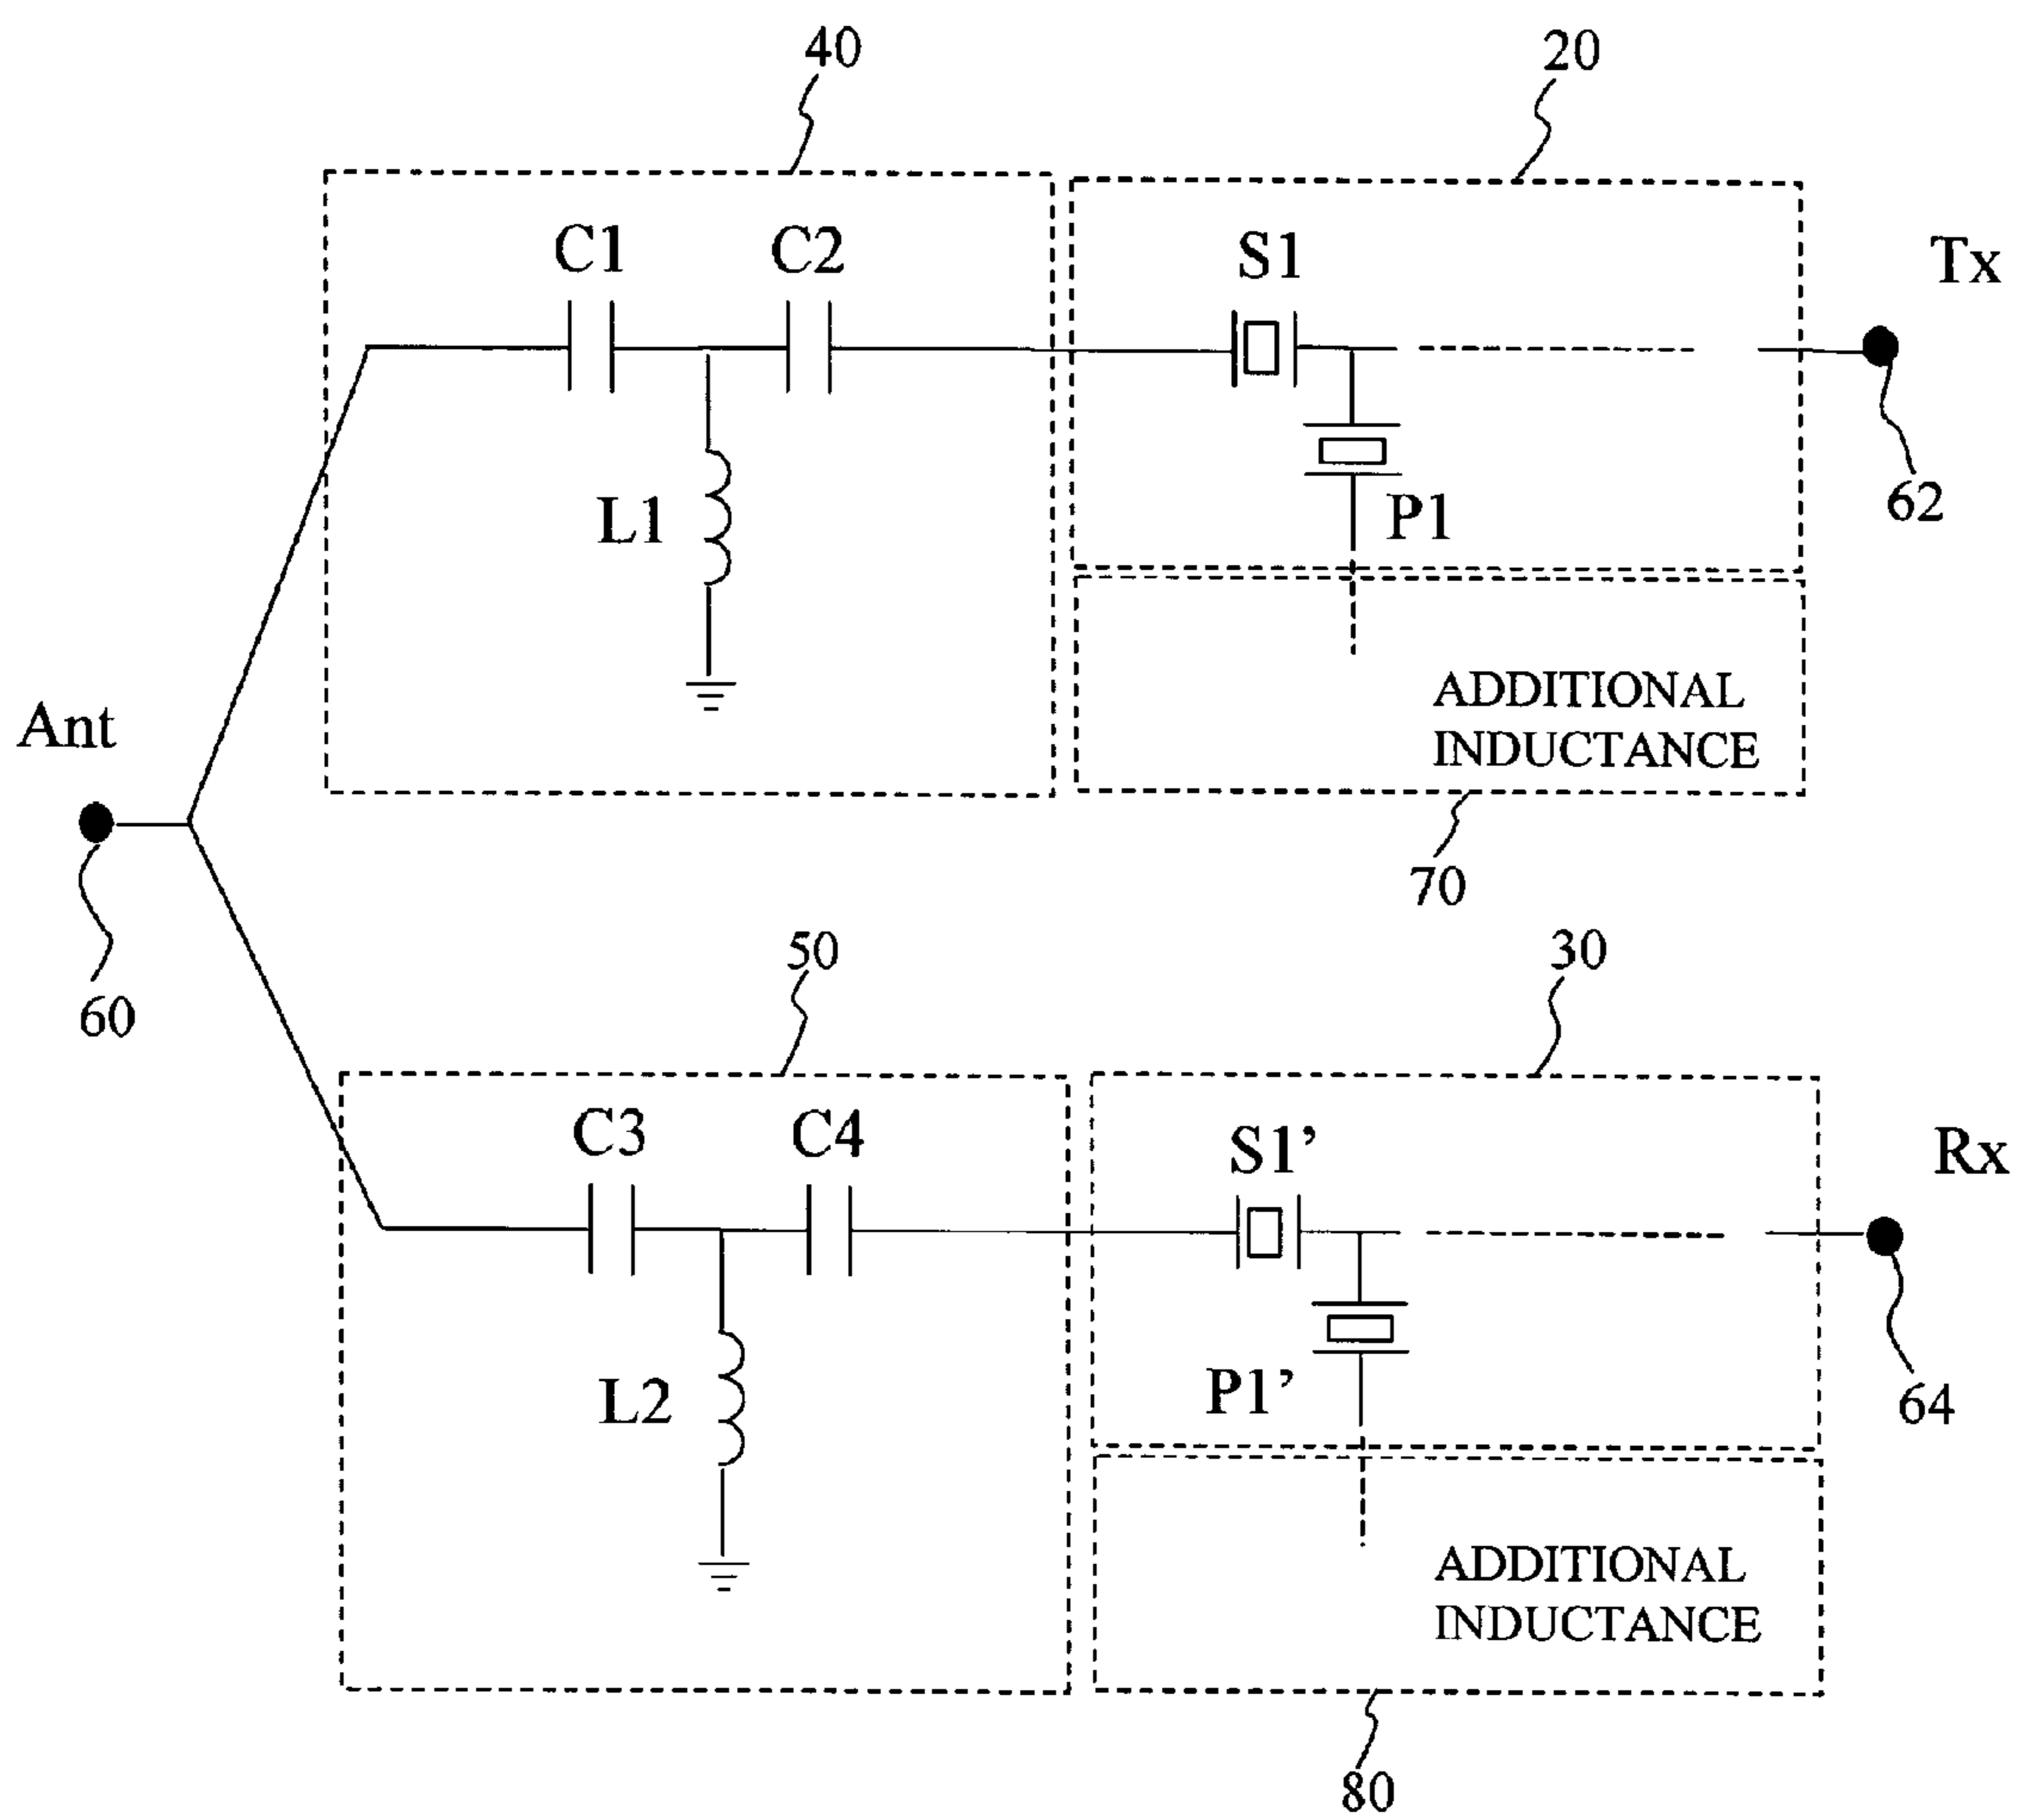 40
20
C1
C2
S1
Tx
L1
P1
62
ADDITIONAL
INDUCTANCE
Ant
70
60
50
30
C3
C4
S1’
Rx
L2
P1’
64
ADDITIONAL
INDUCTANCE
80